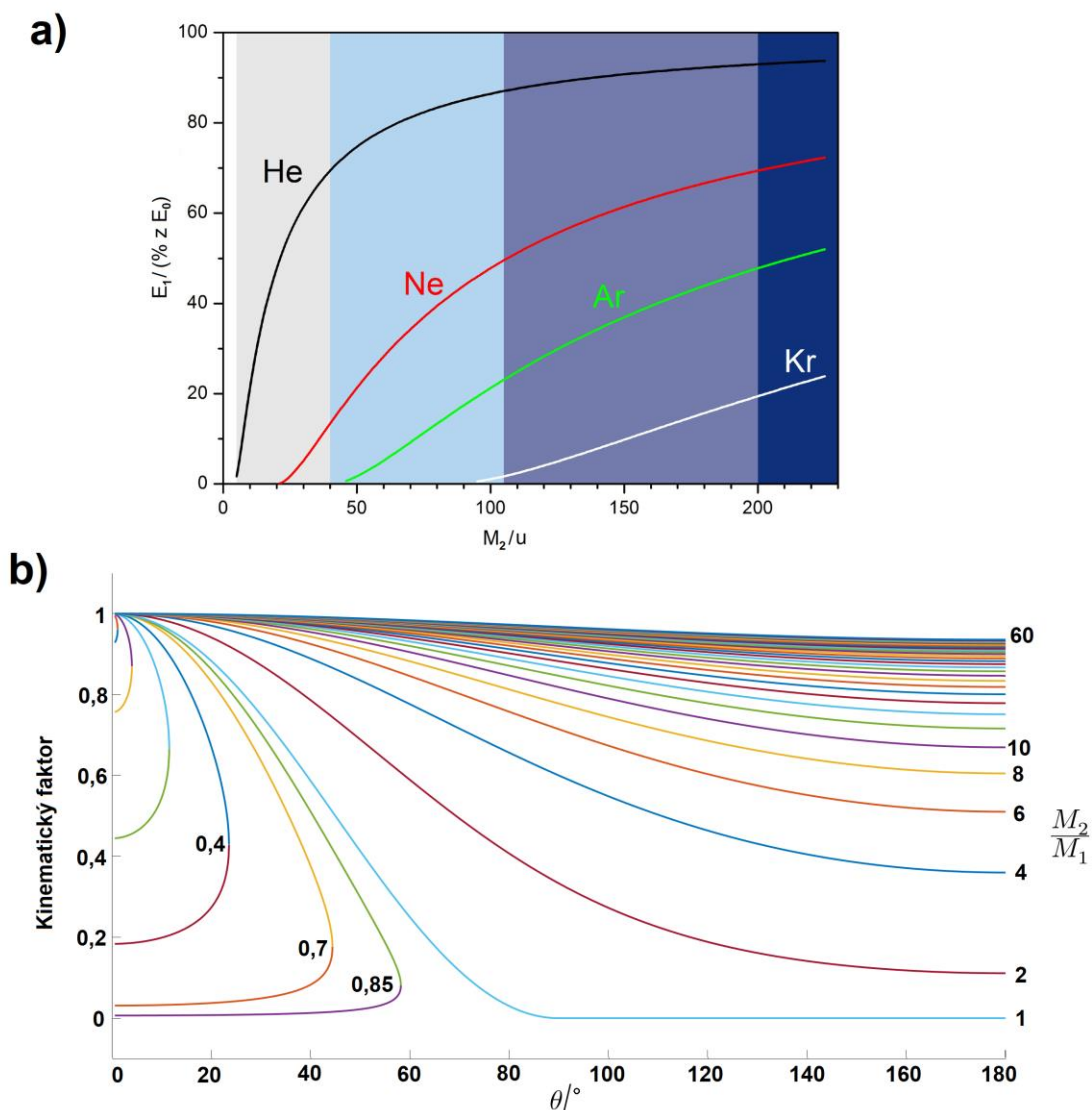 a)
100
80
60
40
20
0
E₁ / (% z E₀)
He
Ne
Ar
Kr
0 50 100 150 200
M₂/u
b)
1
0,8
0,6
0,4
0,2
0
Kinematický faktor
0,4
0,7
0,85
60
10
8
6
4
2
1
M₂
M₁
0 20 40 60 80 100 120 140 160 180
θ/°